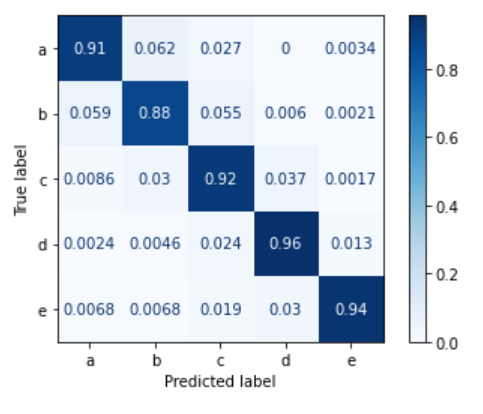 a 0.91 0.062 0.027 0 0.0034
b 0.059 0.88 0.055 0.006 0.0021
c 0.0086 0.03 0.92 0.037 0.0017
d 0.0024 0.0046 0.024 0.96 0.013
e 0.0068 0.0068 0.019 0.03 0.94
a b c d e
Predicted label
True label
0.8
0.6
0.4
0.2
0.0